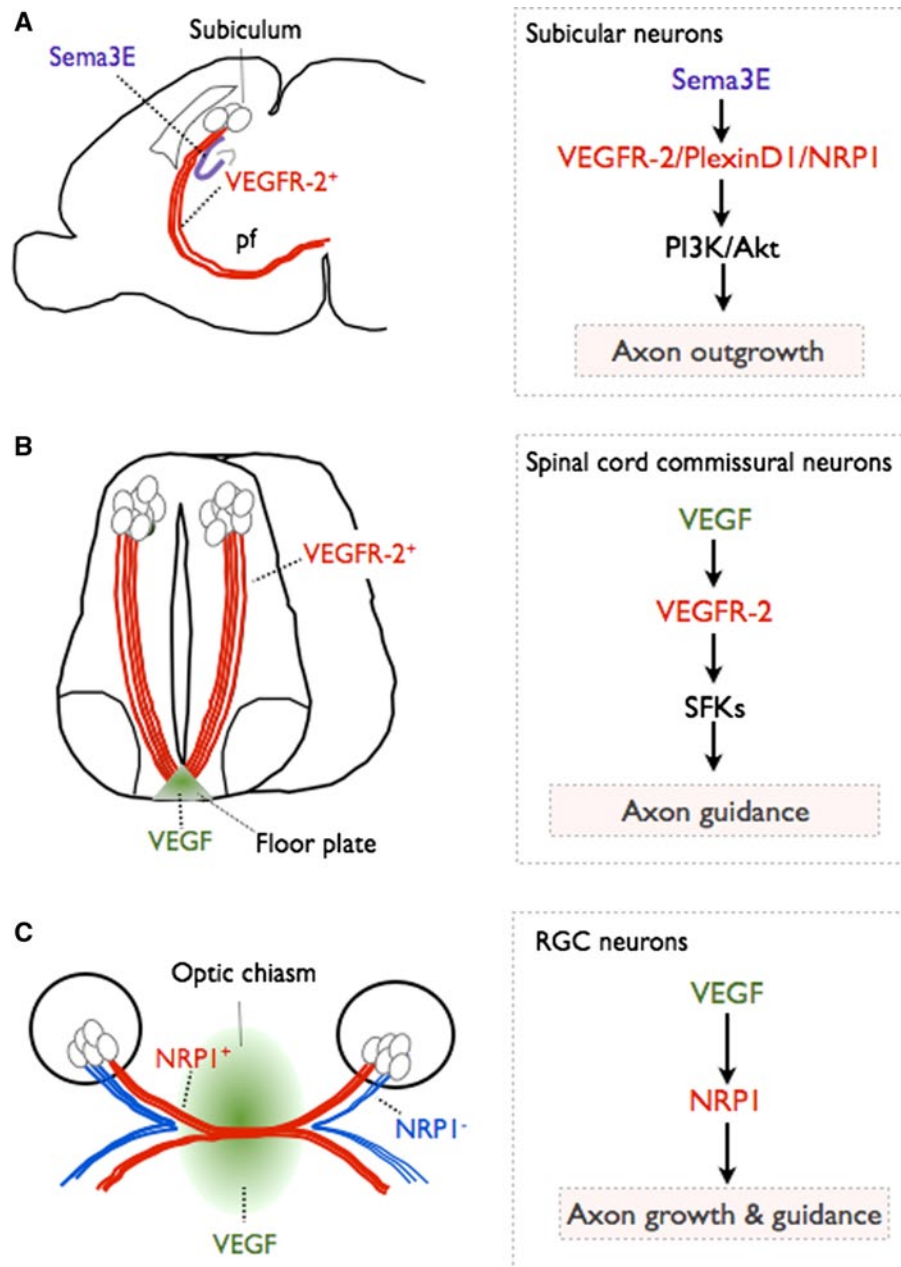 A
Subiculum
Sema3E
VEGFR-2⁺
pf
Subicular neurons
Sema3E
VEGFR-2/PlexinD1/NRP1
PI3K/Akt
Axon outgrowth
B
VEGFR-2⁺
VEGF
Floor plate
Spinal cord commissural neurons
VEGF
VEGFR-2
SFKs
Axon guidance
C
Optic chiasm
NRP1⁺
NRP1⁻
VEGF
RGC neurons
VEGF
NRP1
Axon growth & guidance